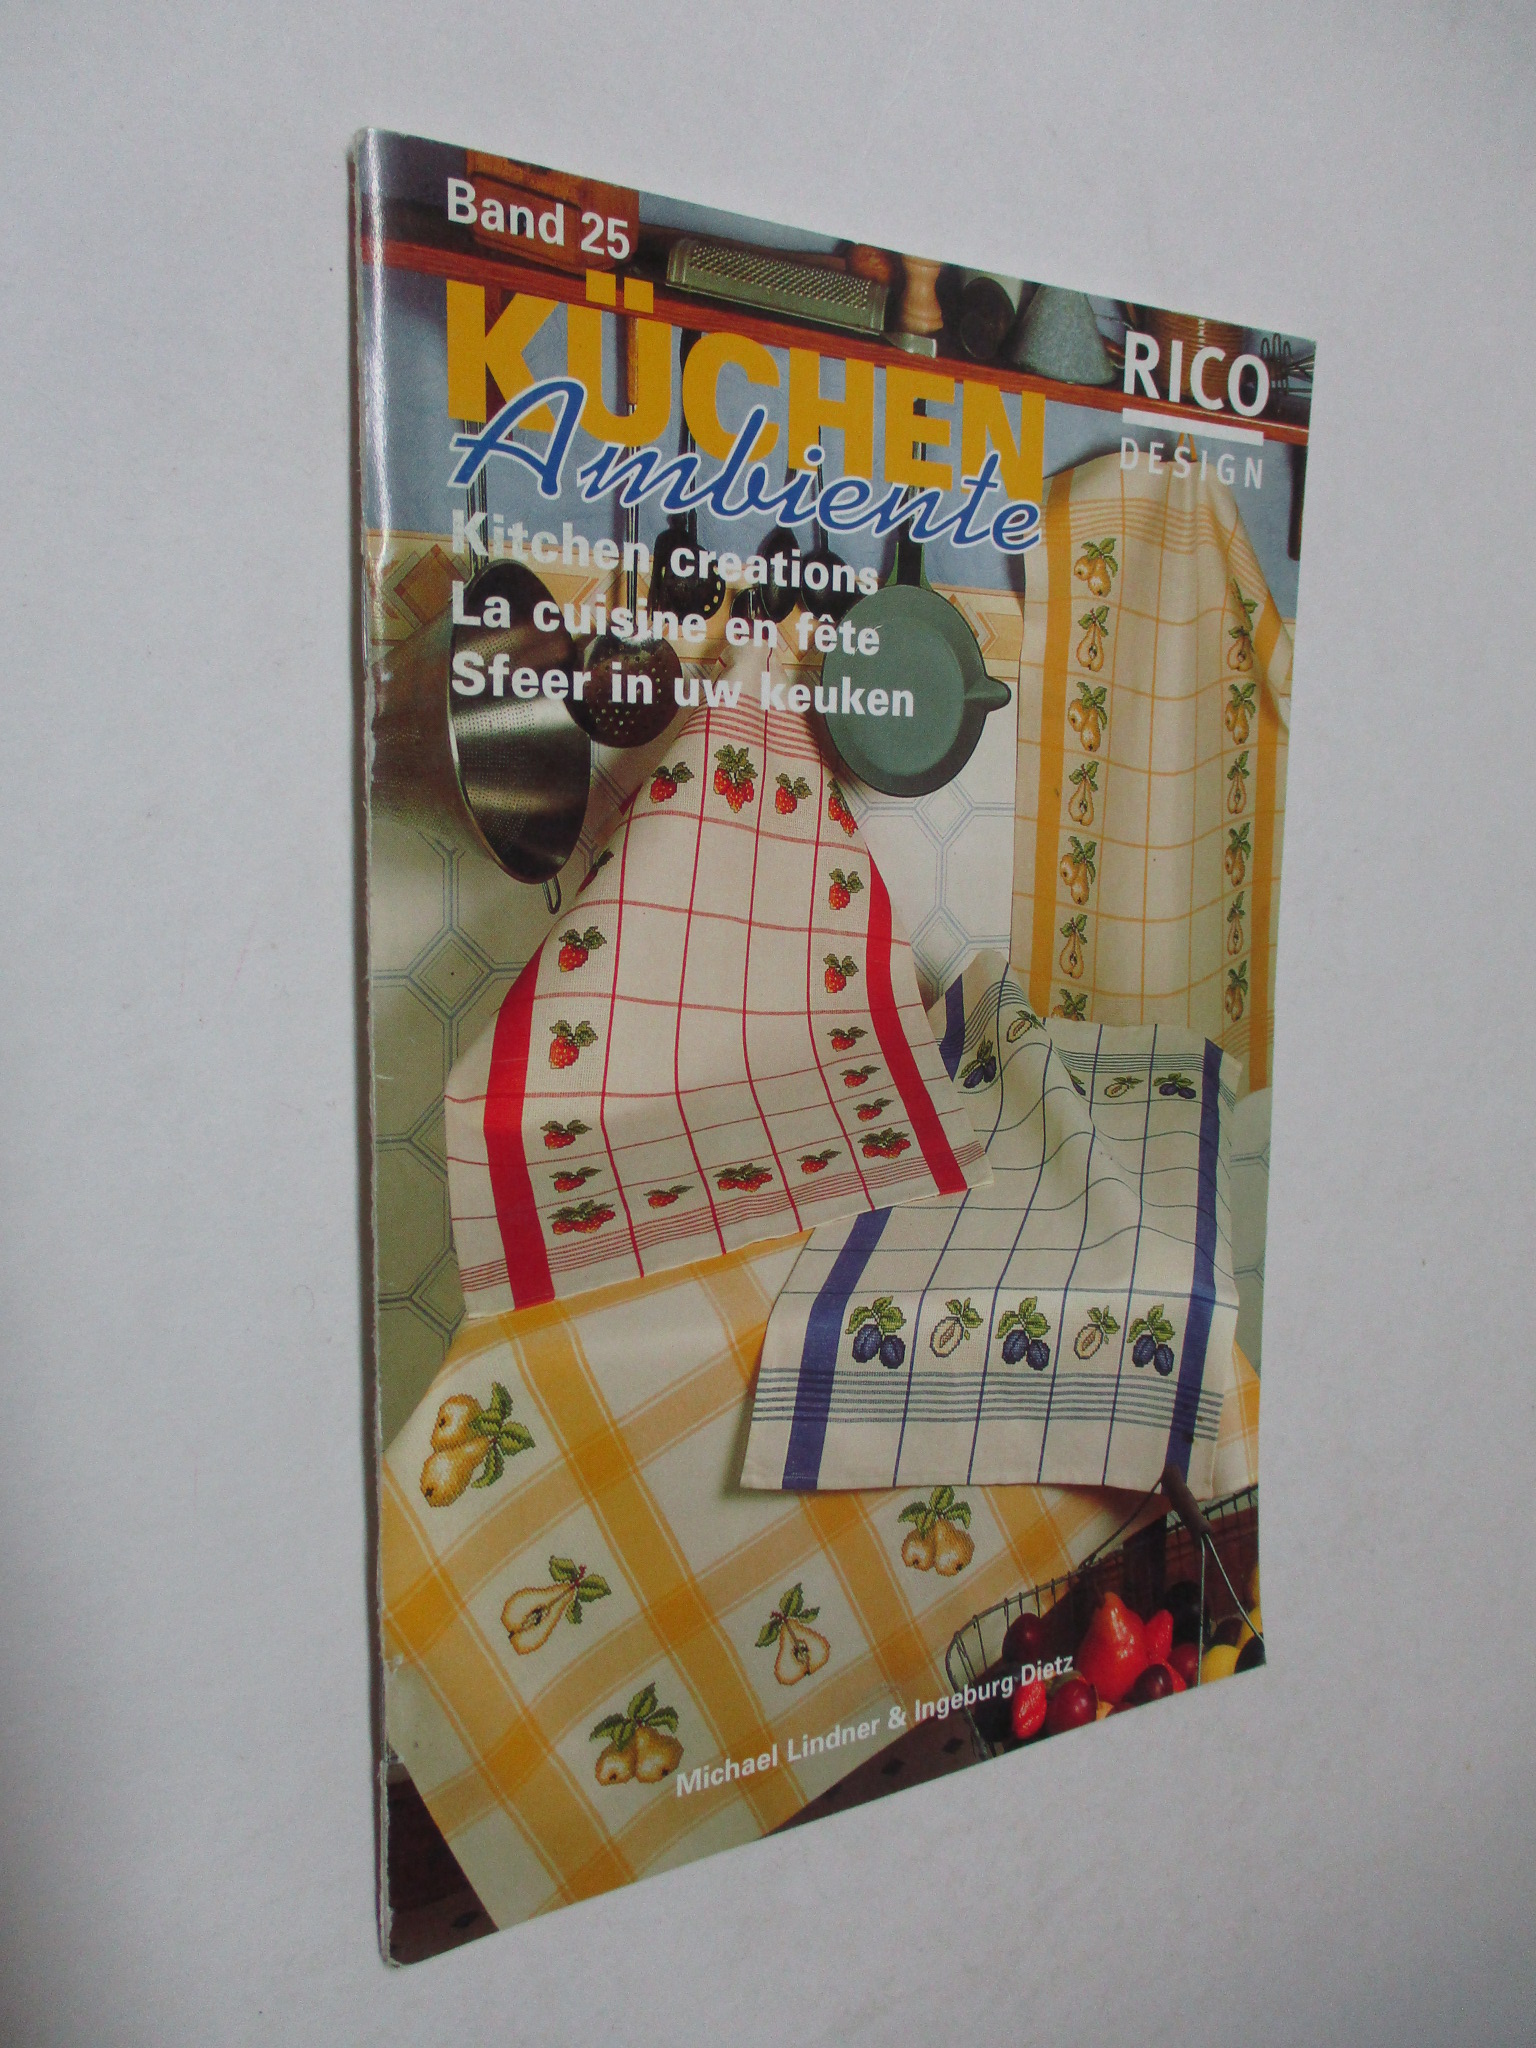 Band 25
KÜCHEN
Ambiente
RICO
DESIGN
Kitchen creations
La cuisine en fête
Sfeer in uw keuken
Michael Lindner & Ingeburg Dietz